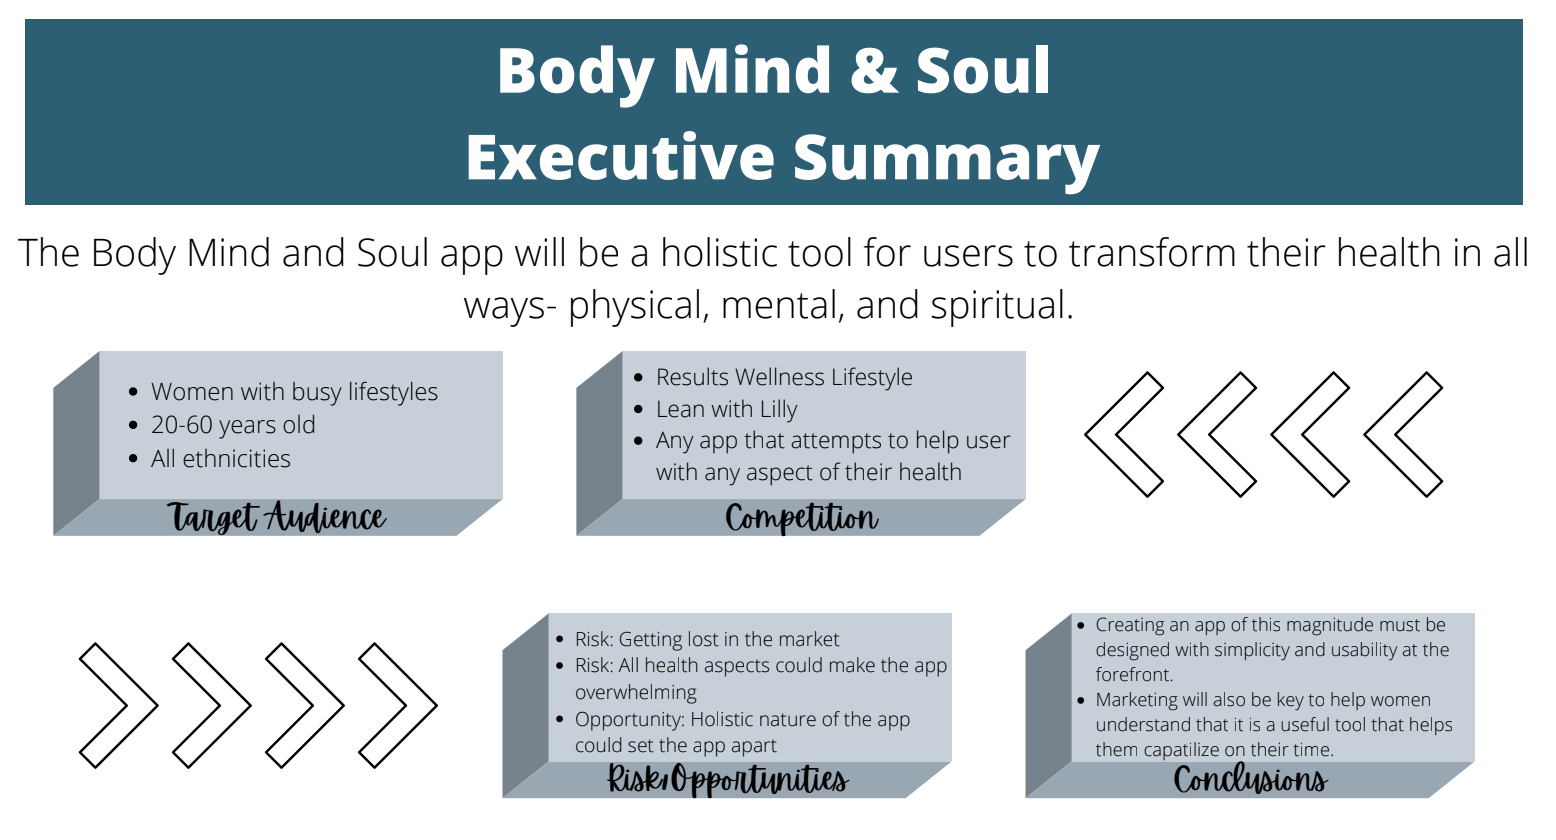 Body Mind & Soul
Executive Summary
The Body Mind and Soul app will be a holistic tool for users to transform their health in all
ways- physical, mental, and spiritual.
• Women with busy lifestyles
• 20-60 years old
• All ethnicities
Target Audience
• Results Wellness Lifestyle
• Lean with Lilly
• Any app that attempts to help user
with any aspect of their health
Competition
• Risk: Getting lost in the market
• Risk: All health aspects could make the app
overwhelming
• Opportunity: Holistic nature of the app
could set the app apart
Risk/Opportunities
• Creating an app of this magnitude must be
designed with simplicity and usability at the
forefront.
• Marketing will also be key to help women
understand that it is a useful tool that helps
them capatilize on their time.
Conclusions